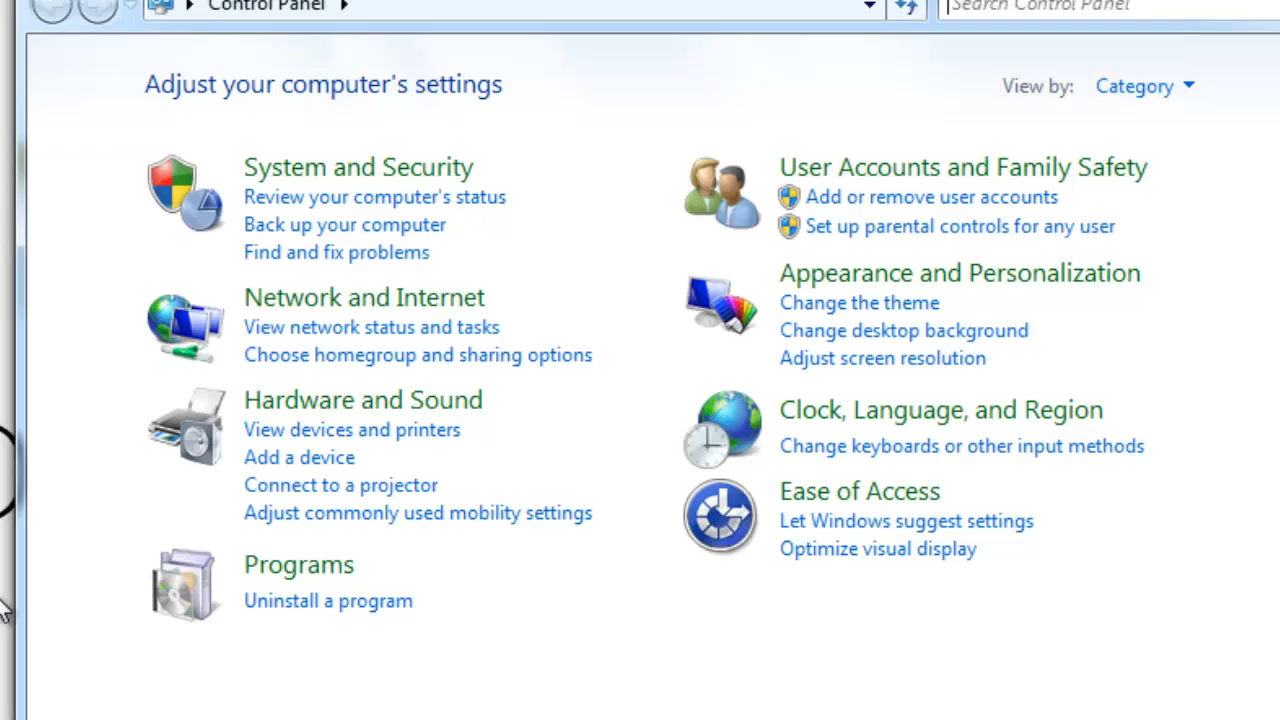 Control Panel
Search Control Panel
Adjust your computer's settings
View by: Category
System and Security
Review your computer's status
Back up your computer
Find and fix problems
Network and Internet
View network status and tasks
Choose homegroup and sharing options
Hardware and Sound
View devices and printers
Add a device
Connect to a projector
Adjust commonly used mobility settings
Programs
Uninstall a program
User Accounts and Family Safety
Add or remove user accounts
Set up parental controls for any user
Appearance and Personalization
Change the theme
Change desktop background
Adjust screen resolution
Clock, Language, and Region
Change keyboards or other input methods
Ease of Access
Let Windows suggest settings
Optimize visual display